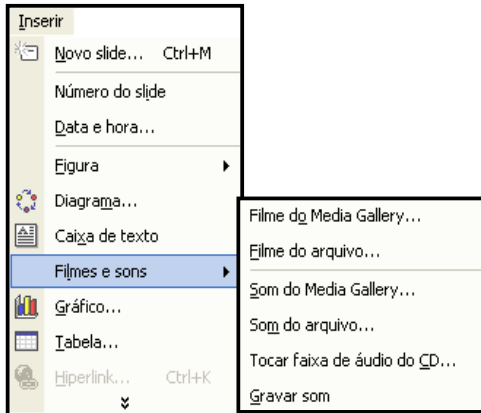 Inserir
Novo slide... Ctrl+M
Número do slide
Data e hora...
Figura
Diagrama...
Caixa de texto
Filmes e sons
Gráfico...
Tabela...
Hiperlink... Ctrl+K
Filme do Media Gallery...
Filme do arquivo...
Som do Media Gallery...
Som do arquivo...
Tocar faixa de áudio do CD...
Gravar som